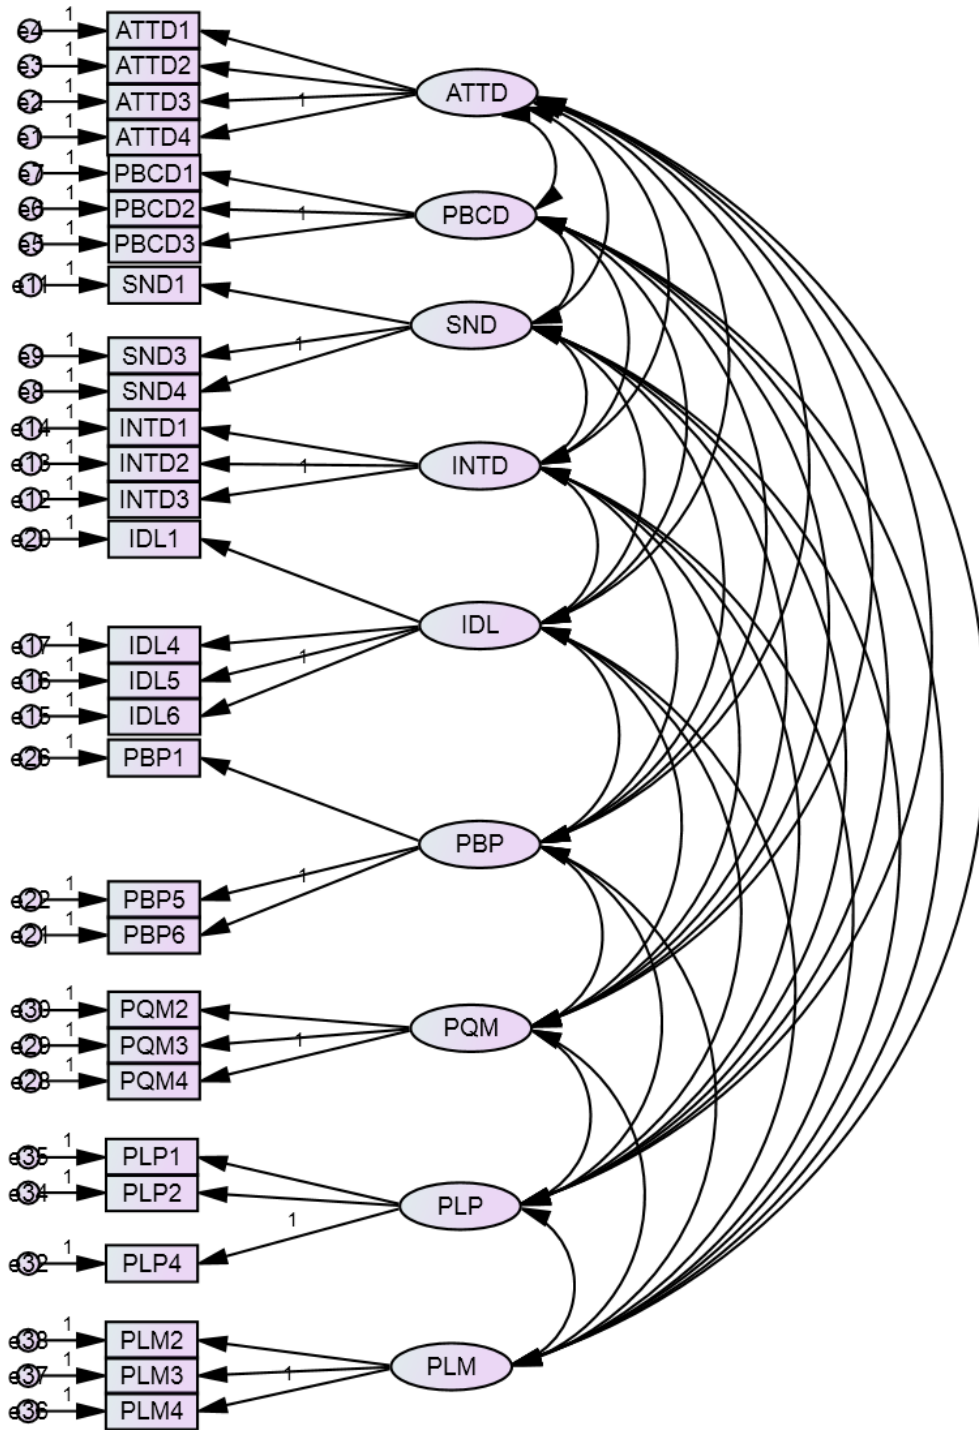 e4 1 ATTD1
e3 1 ATTD2
ATTD
e2 1 ATTD3 1
e1 1 ATTD4
e7 1 PBCD1
e6 1 PBCD2 1 PBCD
e5 1 PBCD3
e11 1 SND1
SND
e9 1 SND3 1
e8 1 SND4
e14 1 INTD1
e13 1 INTD2 1 INTD
e12 1 INTD3
e20 1 IDL1
IDL
e17 1 IDL4 1
e16 1 IDL5
e15 1 IDL6
e26 1 PBP1
PBP
e22 1 PBP5 1
e21 1 PBP6
e30 1 PQM2
PQM
e29 1 PQM3 1
e28 1 PQM4
e35 1 PLP1
e34 1 PLP2 PLP
1
e32 1 PLP4
e38 1 PLM2
e37 1 PLM3 1 PLM
e36 1 PLM4